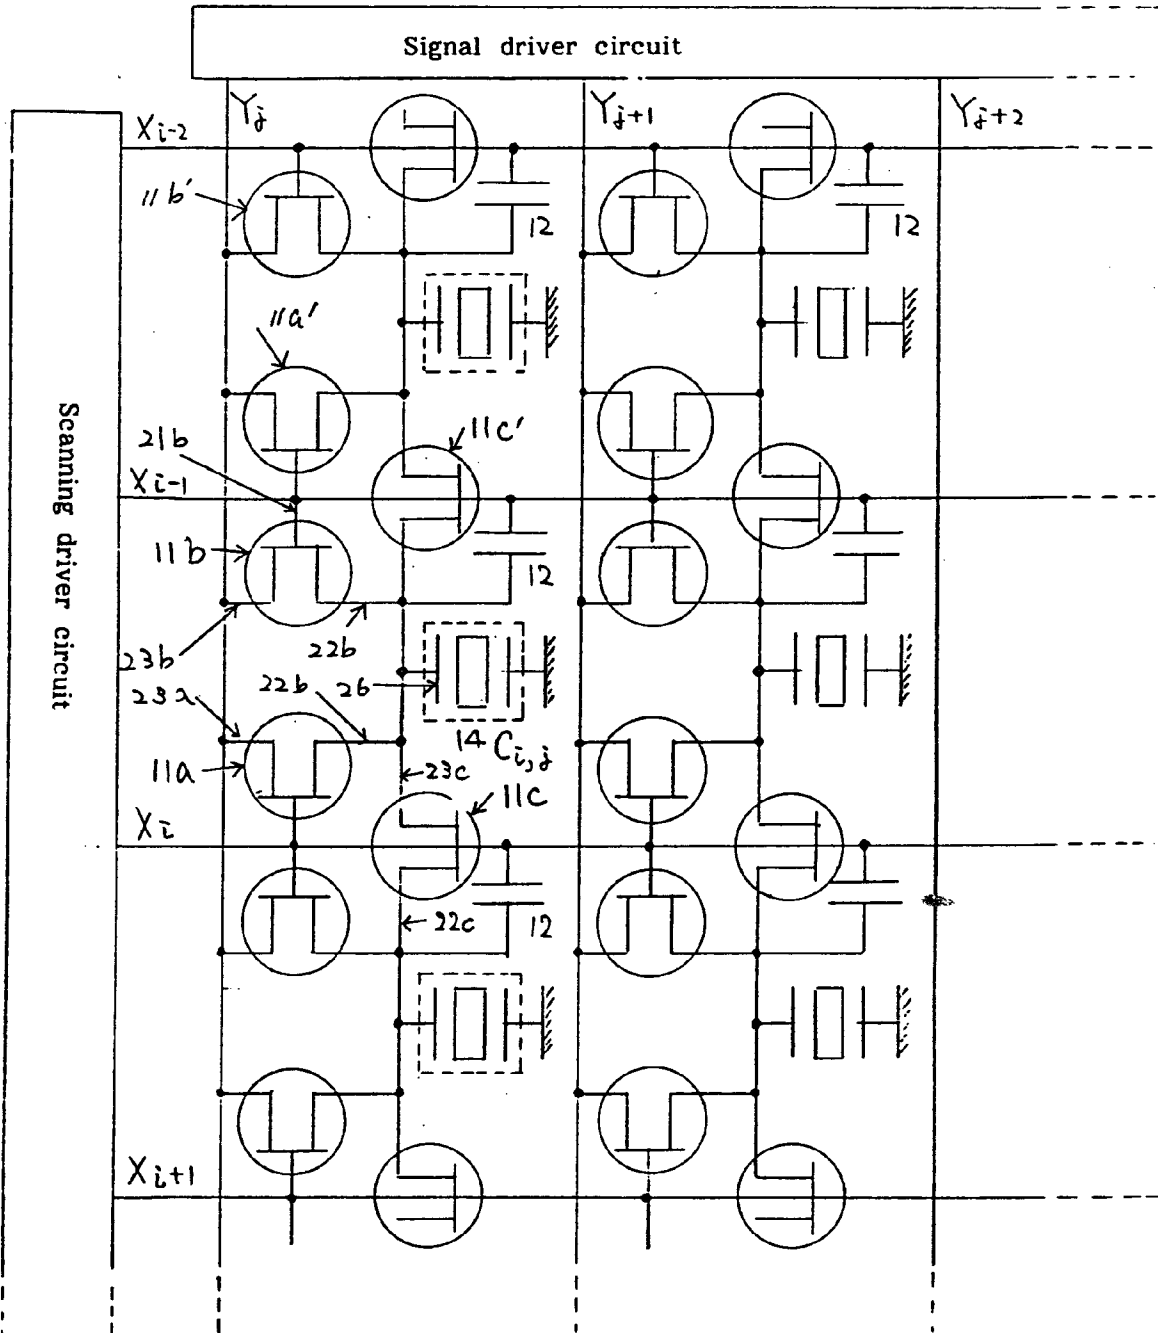 Signal driver circuit
Scanning driver circuit
Yj
Yj+1
Yj+2
Xi-2
11b'
12
12
11a'
21b
11c'
Xi-1
11b
12
23b
22b
23a
22b
26
14
Ci,j
11a
23c
11c
Xi
22c
12
Xi+1